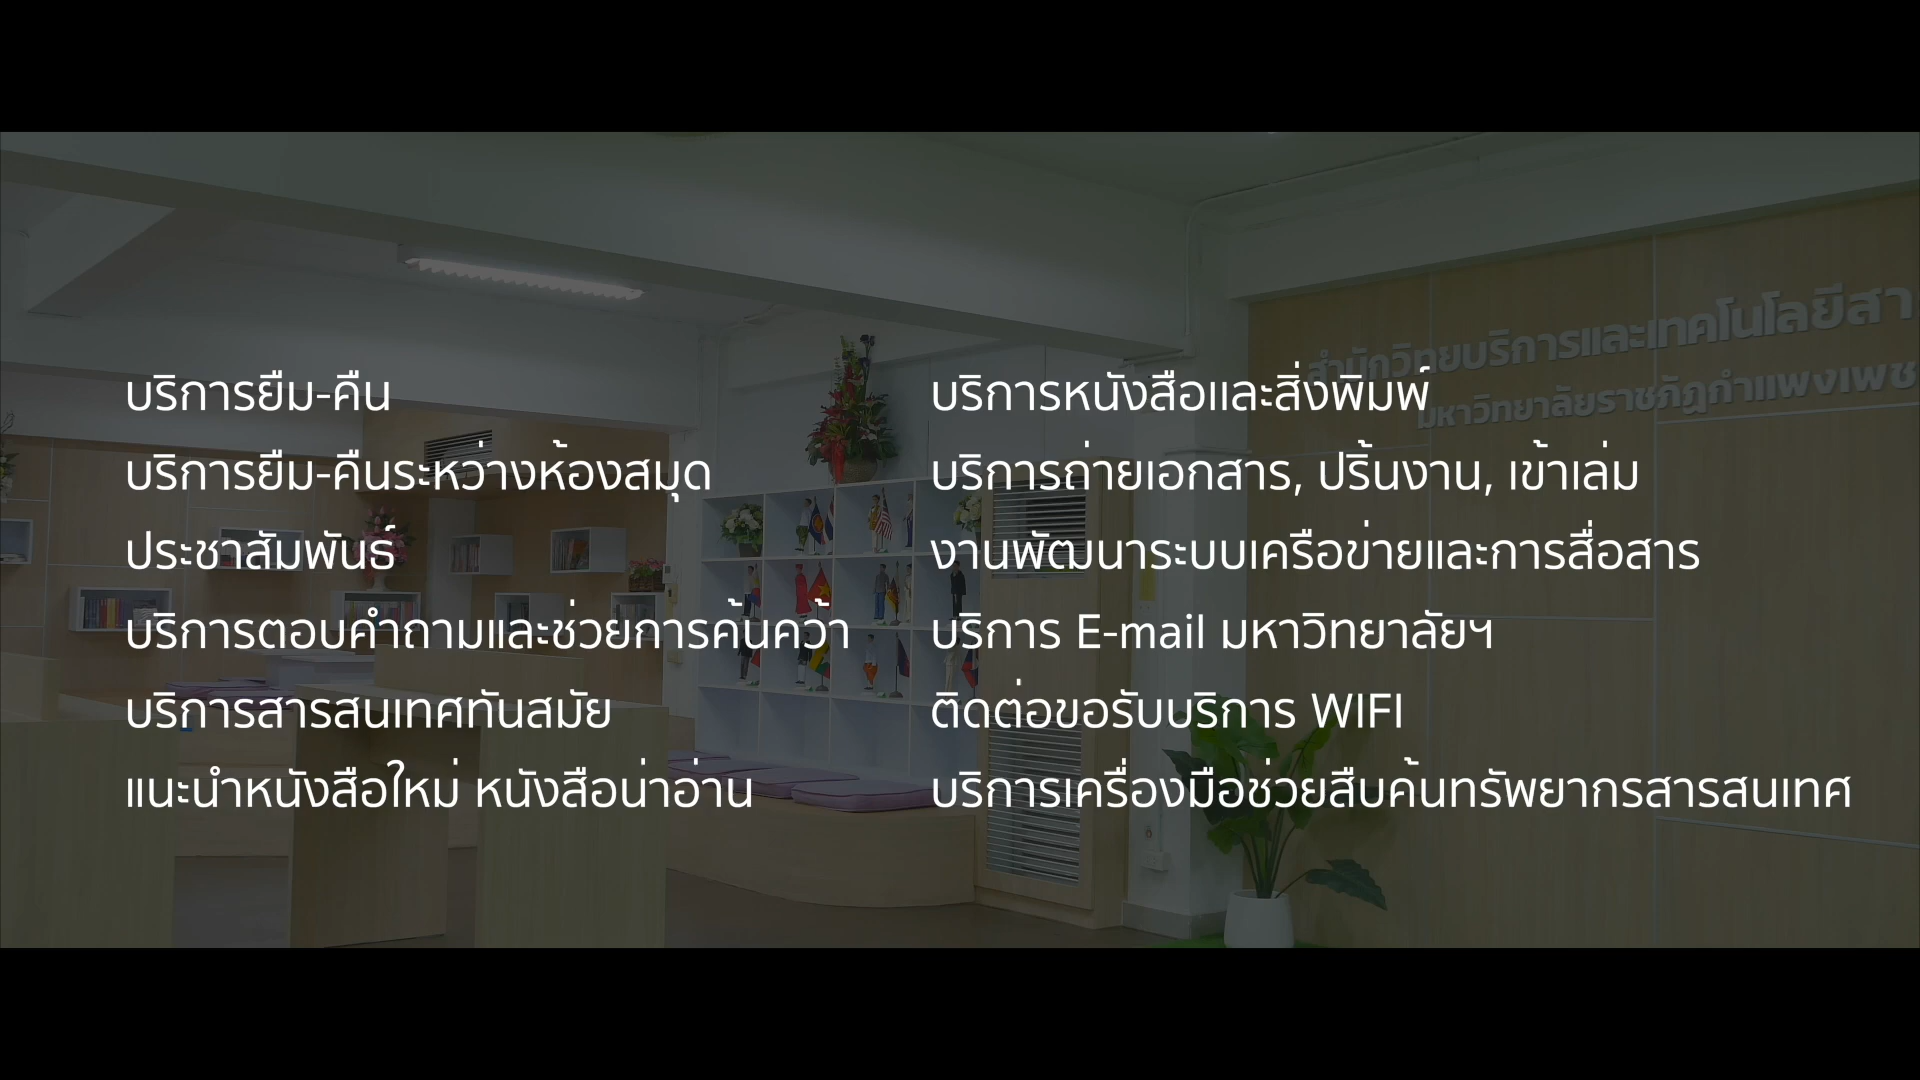 สำนักวิทยบริการและเทคโนโลยีสา
มหาวิทยาลัยราชภัฏกำแพงเพช
บริการยืม-คืน
บริการยืม-คืนระหว่างห้องสมุด
ประชาสัมพันธ์
บริการตอบคำถามและช่วยการค้นคว้า
บริการสารสนเทศทันสมัย
แนะนำหนังสือใหม่ หนังสือน่าอ่าน
บริการหนังสือและสิ่งพิมพ์
บริการถ่ายเอกสาร, ปริ้นงาน, เข้าเล่ม
งานพัฒนาระบบเครือข่ายและการสื่อสาร
บริการ E-mail มหาวิทยาลัยฯ
ติดต่อขอรับบริการ WIFI
บริการเครื่องมือช่วยสืบค้นทรัพยากรสารสนเทศ